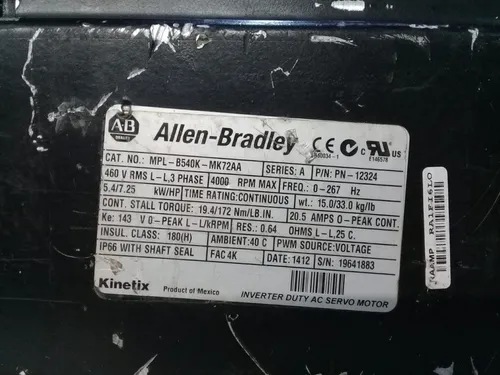 A-B
QUALITY
Allen-Bradley
CE
E146578
CAT. NO.: MPL-B540K-MK72AA SERIES: A P/N: PN-12324
460 V RMS L-L,3 PHASE 4000 RPM MAX FREQ.: 0-267 Hz
5.4/7.25 kW/HP TIME RATING:CONTINUOUS wt.: 15.0/33.0 kg/lb
CONT. STALL TORQUE: 19.4/172 Nm/LB.IN. 20.5 AMPS 0-PEAK CONT.
Ke: 143 V 0-PEAK L-L/kRPM RES.: 0.64 OHMS L-L,25 C.
INSUL. CLASS: 180(H) AMBIENT:40 C PWM SOURCE:VOLTAGE
IP66 WITH SHAFT SEAL FAC 4K DATE: 1412 S/N: 19641883
Kinetix Product of Mexico INVERTER DUTY AC SERVO MOTOR